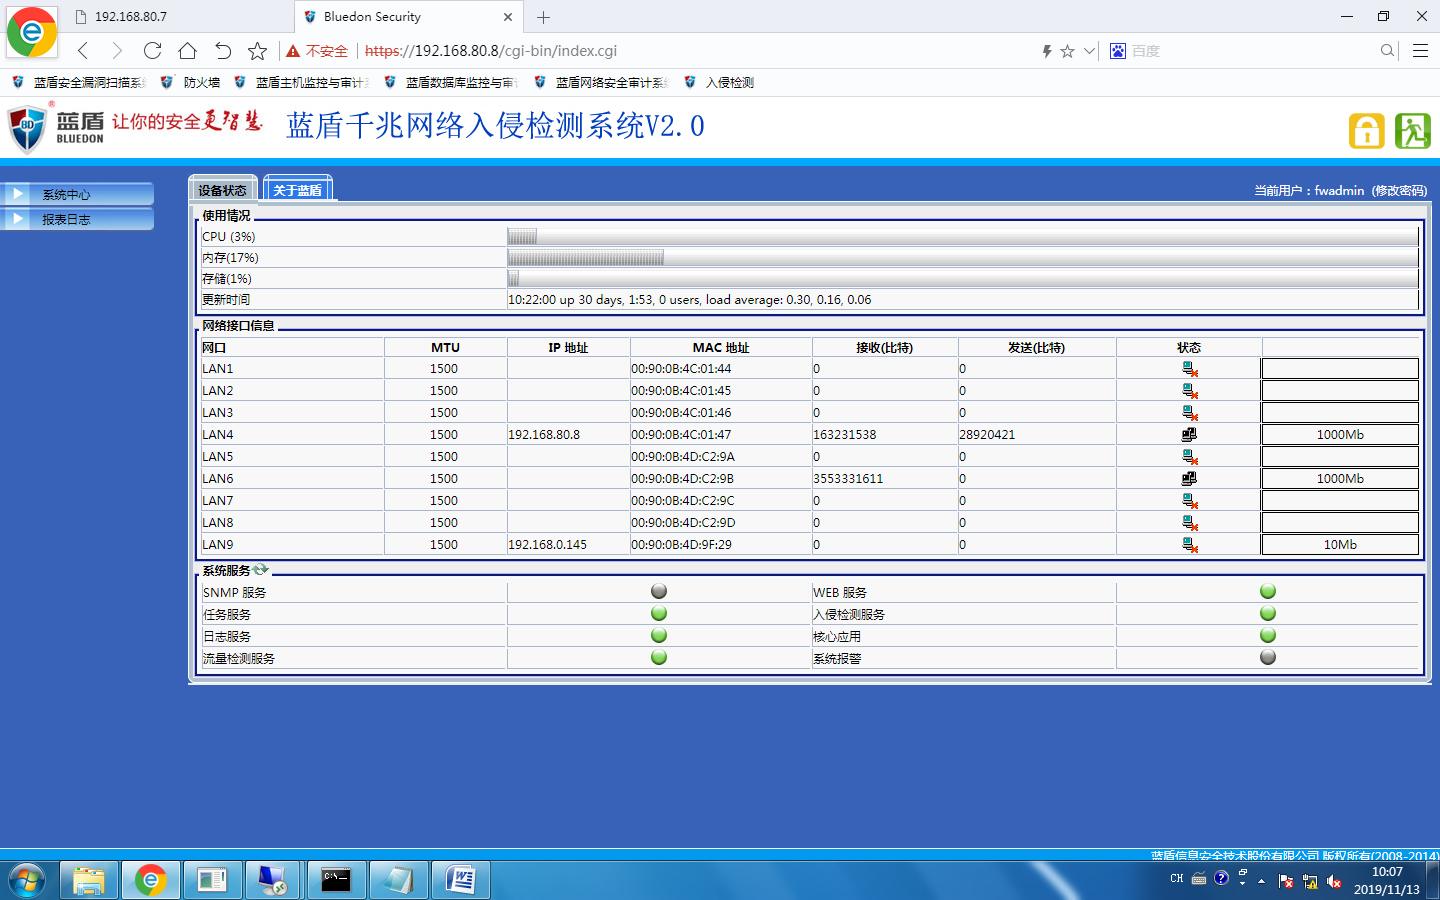 192.168.80.7
Bluedon Security
不安全
https://192.168.80.8/cgi-bin/index.cgi
百度
蓝盾安全漏洞扫描系统
防火墙
蓝盾主机监控与审计
蓝盾数据库监控与审计
蓝盾网络安全审计系统
入侵检测
BD
®
蓝盾
BLUEDON
让你的安全更智慧
蓝盾千兆网络入侵检测系统V2.0
系统中心
报表日志
设备状态
关于蓝盾
当前用户：fwadmin (修改密码)
使用情况
CPU (3%)
内存(17%)
存储(1%)
更新时间 10:22:00 up 30 days, 1:53, 0 users, load average: 0.30, 0.16, 0.06
网络接口信息
网口 MTU IP 地址 MAC 地址 接收(比特) 发送(比特) 状态
LAN1 1500 00:90:0B:4C:01:44 0 0
LAN2 1500 00:90:0B:4C:01:45 0 0
LAN3 1500 00:90:0B:4C:01:46 0 0
LAN4 1500 192.168.80.8 00:90:0B:4C:01:47 163231538 28920421 1000Mb
LAN5 1500 00:90:0B:4D:C2:9A 0 0
LAN6 1500 00:90:0B:4D:C2:9B 3553331611 0 1000Mb
LAN7 1500 00:90:0B:4D:C2:9C 0 0
LAN8 1500 00:90:0B:4D:C2:9D 0 0
LAN9 1500 192.168.0.145 00:90:0B:4D:9F:29 0 0 10Mb
系统服务
SNMP 服务 WEB 服务
任务服务 入侵检测服务
日志服务 核心应用
流量检测服务 系统报警
蓝盾信息安全技术股份有限公司 版权所有(2008-2014)
CH
10:07
2019/11/13